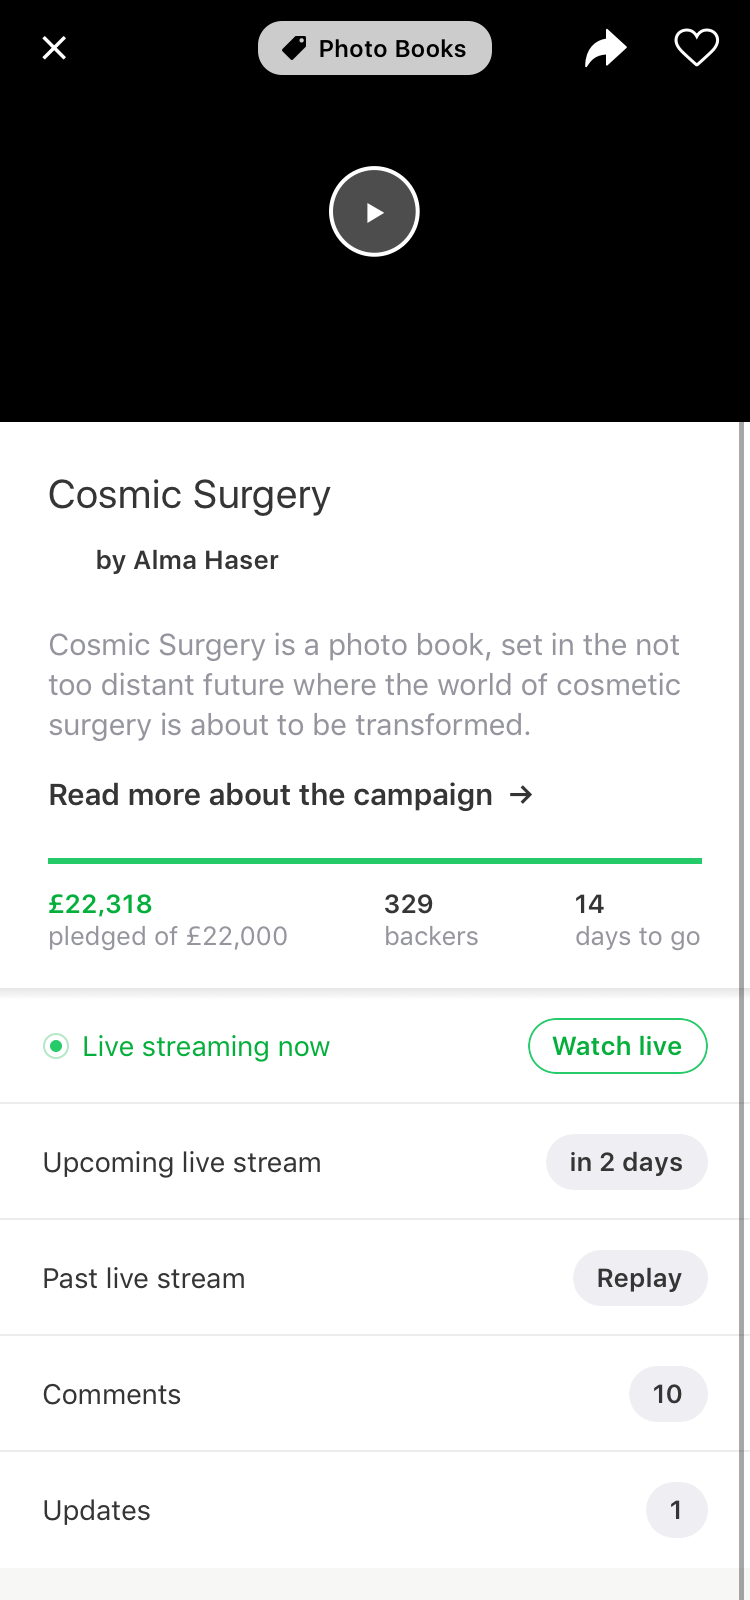 Photo Books
Cosmic Surgery
by Alma Haser
Cosmic Surgery is a photo book, set in the not
too distant future where the world of cosmetic
surgery is about to be transformed.
Read more about the campaign →
£22,318
pledged of £22,000
329
backers
14
days to go
Live streaming now
Watch live
Upcoming live stream
in 2 days
Past live stream
Replay
Comments
10
Updates
1